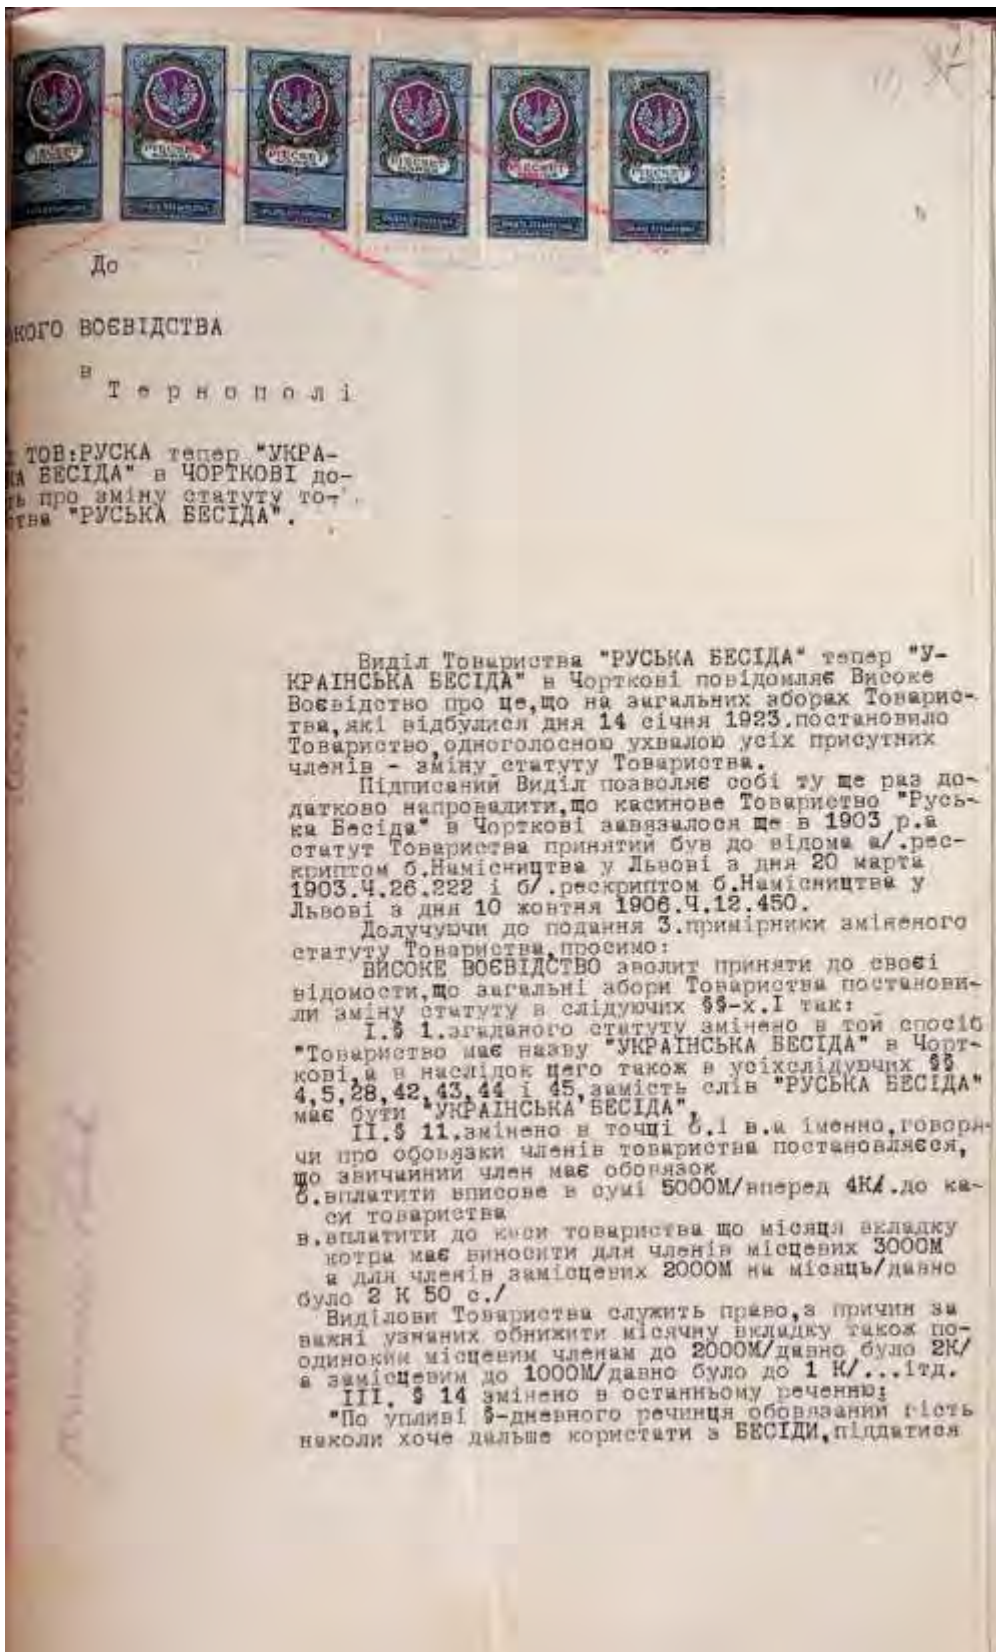 До
КОГО ВОЄВІДСТВА
в
Т е р н о п о л і
ТОВ:РУСКА тепер "УКРА-
КА БЕСІДА" в ЧОРТКОВІ до-
ть про зміну статуту то-
тва "РУСЬКА БЕСІДА".
Виділ Товариства "РУСЬКА БЕСІДА" тепер "У-
КРАІНСЬКА БЕСІДА" в Чорткові повідомляє Високе
Воєвідство про це,що на загальних зборах Товарис-
тва,які відбулися дня 14 січня 1923.постановило
Товариство,одноголосною ухвалою усіх присутних
членів - зміну статуту Товариства.
Підписаний Виділ позволяє собі ту ще раз до-
датково напровадити,що касинове Товариство "Русь-
ка Бесіда" в Чорткові завязалося ще в 1903 р.а
статут Товариства принятий був до відома а/.рес-
криптом б.Намісництва у Львові з дня 20 марта
1903.Ч.26.222 і б/.рескриптом б.Намісництва у
Львові з дня 10 жовтня 1906.Ч.12.450.
Долучуючи до подання 3.примірники зміненого
статуту Товариства,просимо:
ВИСОКЕ ВОЄВІДСТВО зволит приняти до своєі
відомости,що загальні збори Товариства постанови-
ли зміну статуту в слідуючих §§-х.І так:
І.§ 1.згаданого статуту змінено в той спосіб
"Товариство має назву "УКРАІНСЬКА БЕСІДА" в Чорт-
кові,а в наслідок цего також в усіхслідуючих §§
4,5,28,42,43,44 і 45,замість слів "РУСЬКА БЕСІДА"
має бути "УКРАІНСЬКА БЕСІДА",
ІІ.§ 11.змінено в точці б.і в.а іменно,говоря-
чи про обовязки членів товариства постановляєся,
що звичайний член має обовязок
б.вплатити вписове в сумі 5000М/вперед 4К/.до ка-
си товариства
в.вплатити до каси товариства що місяця вкладку
котра має виносити для членів місцевих 3000М
а для членів замісцевих 2000М на місяць/давно
було 2 К 50 с./
Виділови Товариства служить право,з причин за
важні узнаних обнижити місячну вкладку також по-
одиноким місцевим членам до 2000М/давно було 2К/
а замісцевим до 1000М/давно було до 1 К/...ітд.
ІІІ. § 14 змінено в останньому реченню:
"По упливі §-дневного речинця обовязаний гість
наколи хоче дальше користати з БЕСІДИ,піддатися